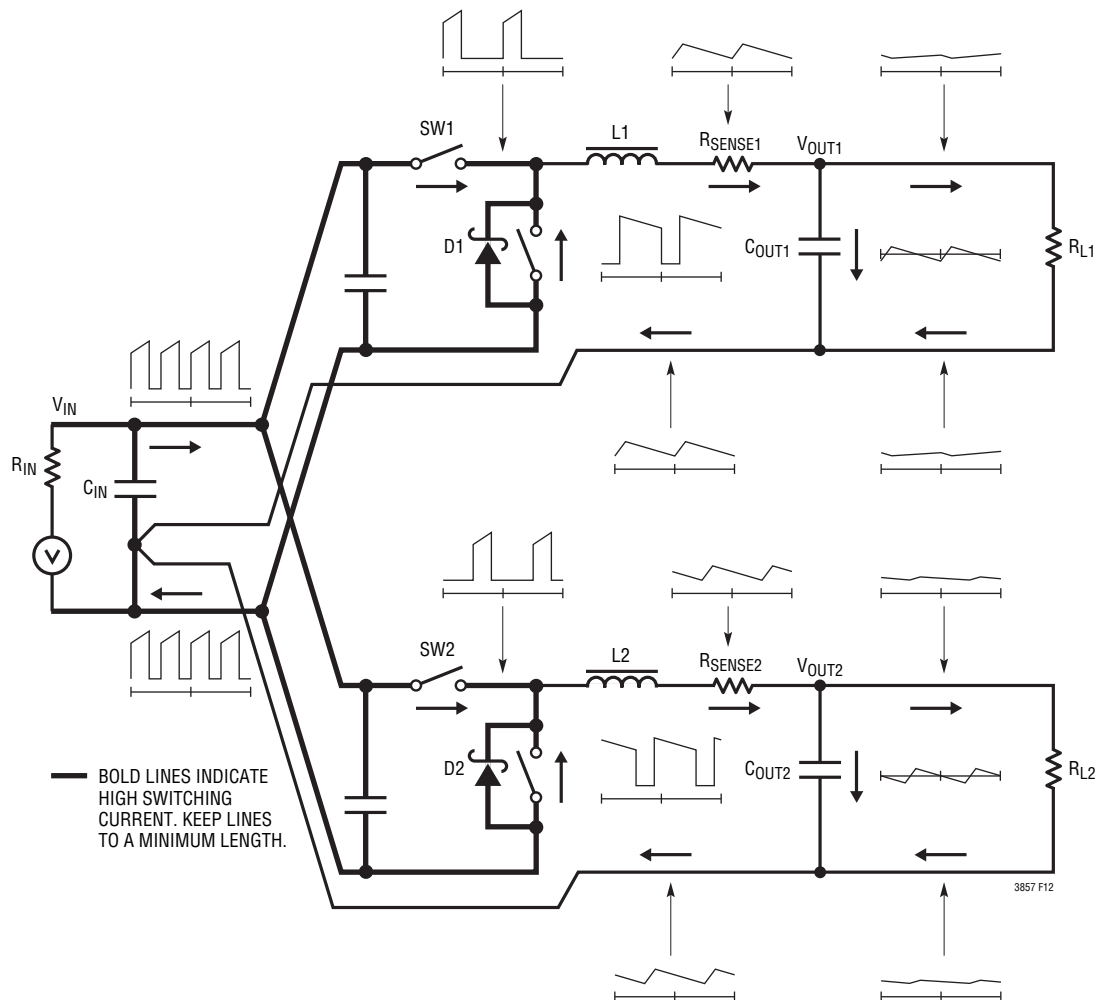 SW1
L1
RSENSE1
VOUT1
D1
COUT1
RL1
VIN
RIN
CIN
SW2
L2
RSENSE2
VOUT2
D2
COUT2
RL2
BOLD LINES INDICATE
HIGH SWITCHING
CURRENT. KEEP LINES
TO A MINIMUM LENGTH.
3857 F12
V